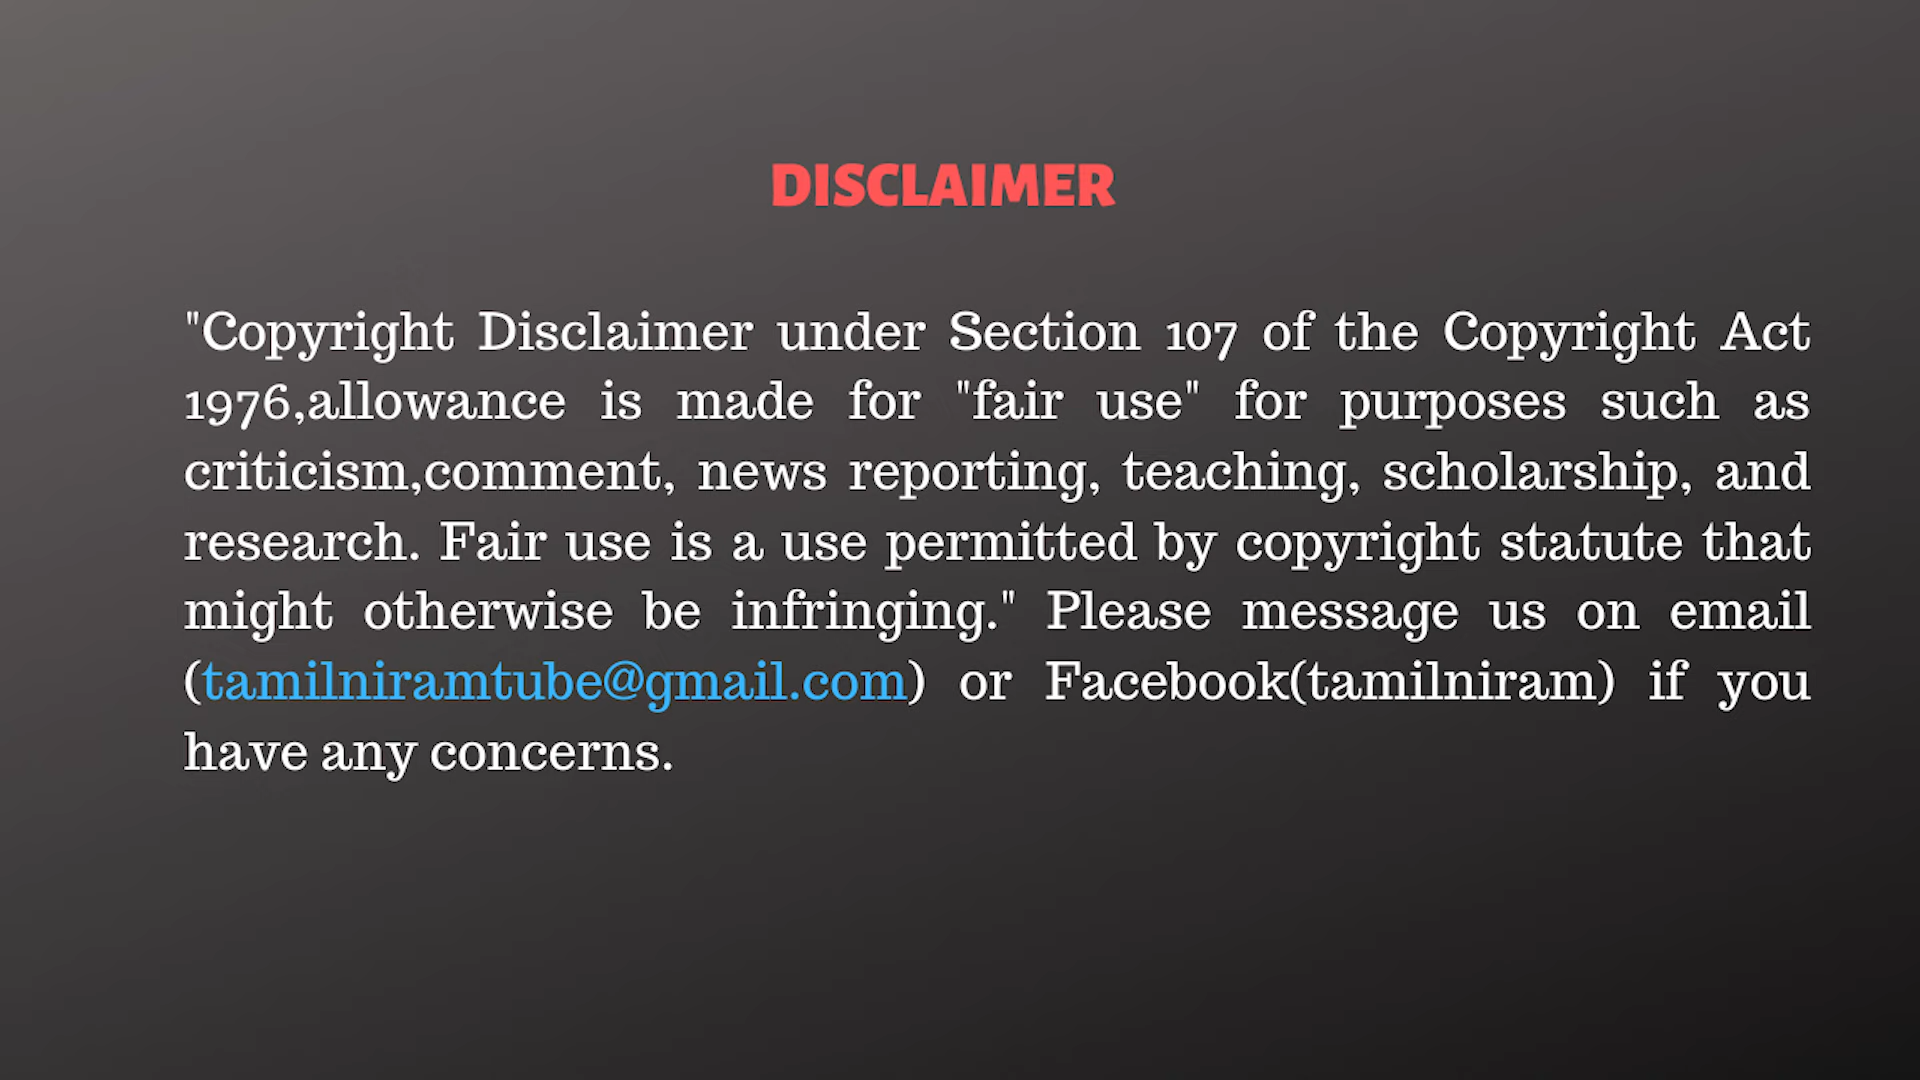 DISCLAIMER
"Copyright Disclaimer under Section 107 of the Copyright Act
1976,allowance is made for "fair use" for purposes such as
criticism,comment, news reporting, teaching, scholarship, and
research. Fair use is a use permitted by copyright statute that
might otherwise be infringing." Please message us on email
(tamilniramtube@gmail.com) or Facebook(tamilniram) if you
have any concerns.